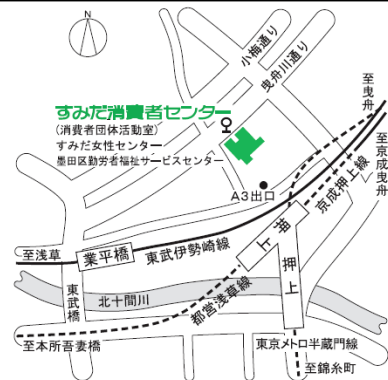 小梅通り
曳舟川通り
すみだ消費者センター
(消費者団体活動室)
すみだ女性センター
墨田区勤労者福祉サービスセンター
至曳舟
至京成曳舟
京成押上線
A3出口
押上
至浅草
業平橋
東武伊勢崎線
押上
東武橋
北十間川
都営浅草線
至本所吾妻橋
東京メトロ半蔵門線
至錦糸町